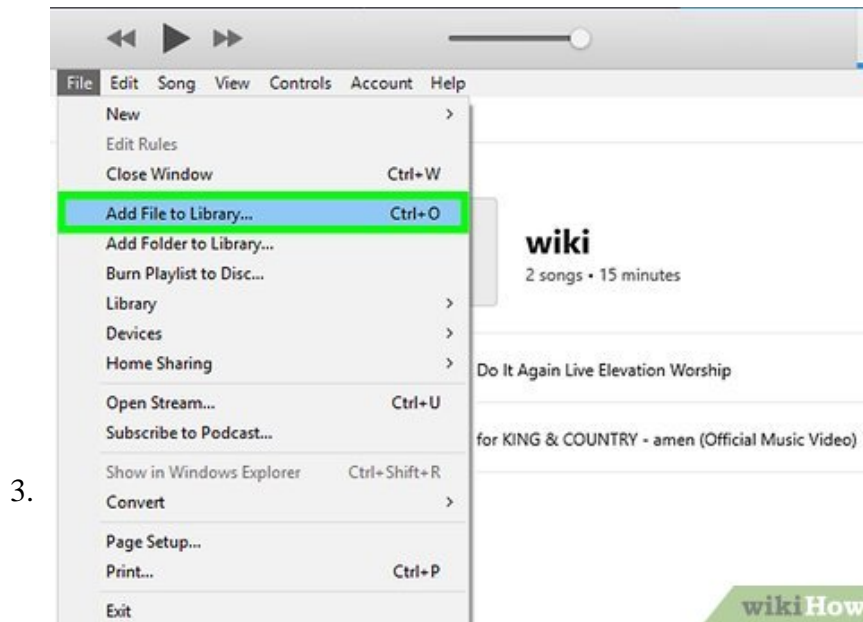 File Edit Song View Controls Account Help
New >
Edit Rules
Close Window Ctrl+W
Add File to Library... Ctrl+O
Add Folder to Library...
Burn Playlist to Disc...
Library >
Devices >
Home Sharing >
Open Stream... Ctrl+U
Subscribe to Podcast...
Show in Windows Explorer Ctrl+Shift+R
Convert >
Page Setup...
Print... Ctrl+P
Exit
wiki
2 songs • 15 minutes
Do It Again Live Elevation Worship
for KING & COUNTRY - amen (Official Music Video)
3.
wikiHow